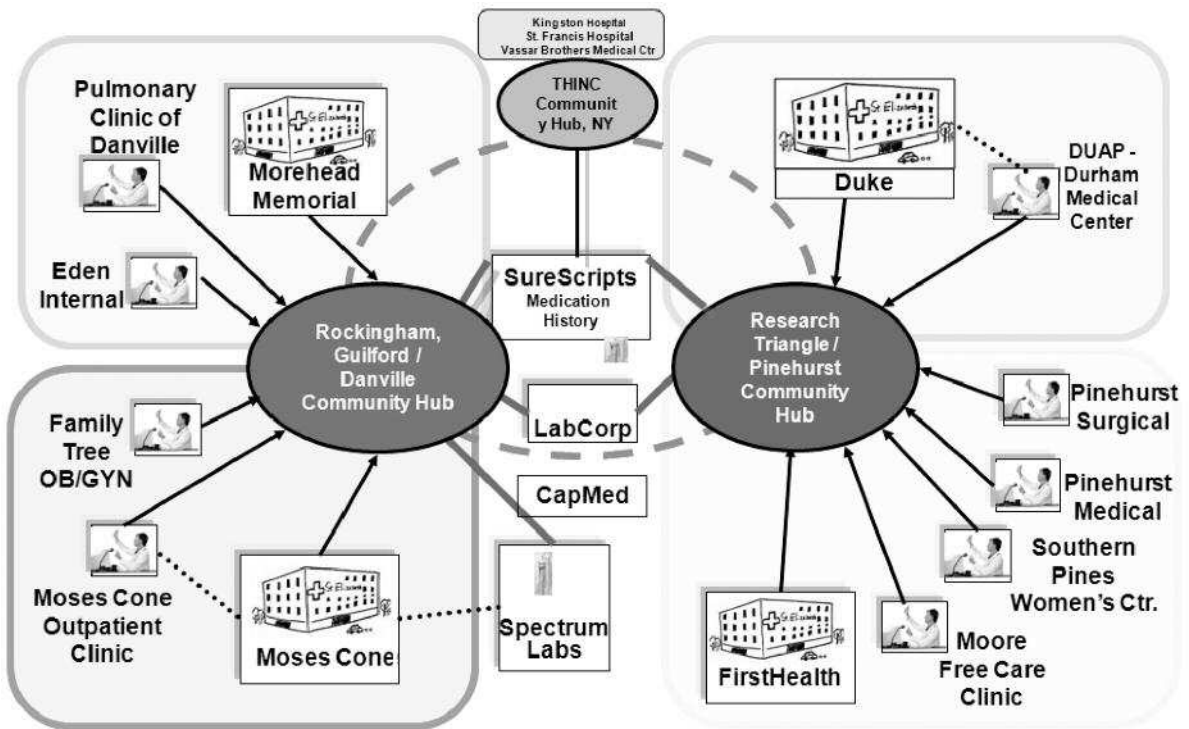 Kingston Hospital
St. Francis Hospital
Vassar Brothers Medical Ctr
THINC
Communit
y Hub, NY
Pulmonary
Clinic of
Danville
Morehead
Memorial
Eden
Internal
Duke
DUAP -
Durham
Medical
Center
SureScripts
Medication
History
Rockingham,
Guilford /
Danville
Community Hub
Research
Triangle /
Pinehurst
Community
Hub
LabCorp
CapMed
Family
Tree
OB/GYN
Moses Cone
Outpatient
Clinic
Moses Cone
Spectrum
Labs
Pinehurst
Surgical
Pinehurst
Medical
Southern
Pines
Women's Ctr.
Moore
Free Care
Clinic
FirstHealth